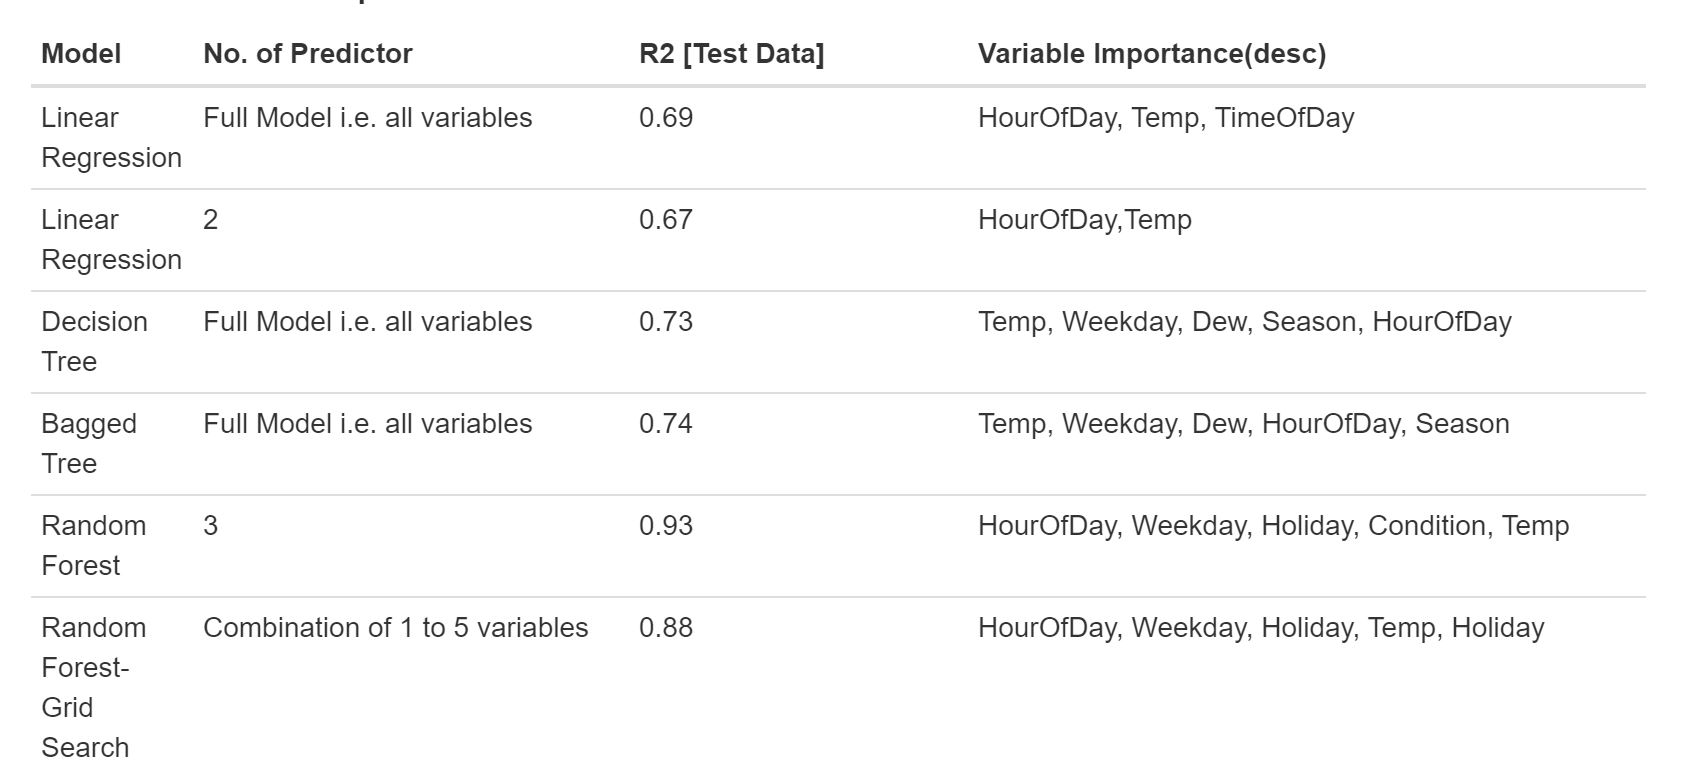 Model No. of Predictor R2 [Test Data] Variable Importance(desc)
Linear Full Model i.e. all variables 0.69 HourOfDay, Temp, TimeOfDay
Regression
Linear 2 0.67 HourOfDay,Temp
Regression
Decision Full Model i.e. all variables 0.73 Temp, Weekday, Dew, Season, HourOfDay
Tree
Bagged Full Model i.e. all variables 0.74 Temp, Weekday, Dew, HourOfDay, Season
Tree
Random 3 0.93 HourOfDay, Weekday, Holiday, Condition, Temp
Forest
Random Combination of 1 to 5 variables 0.88 HourOfDay, Weekday, Holiday, Temp, Holiday
Forest-
Grid
Search